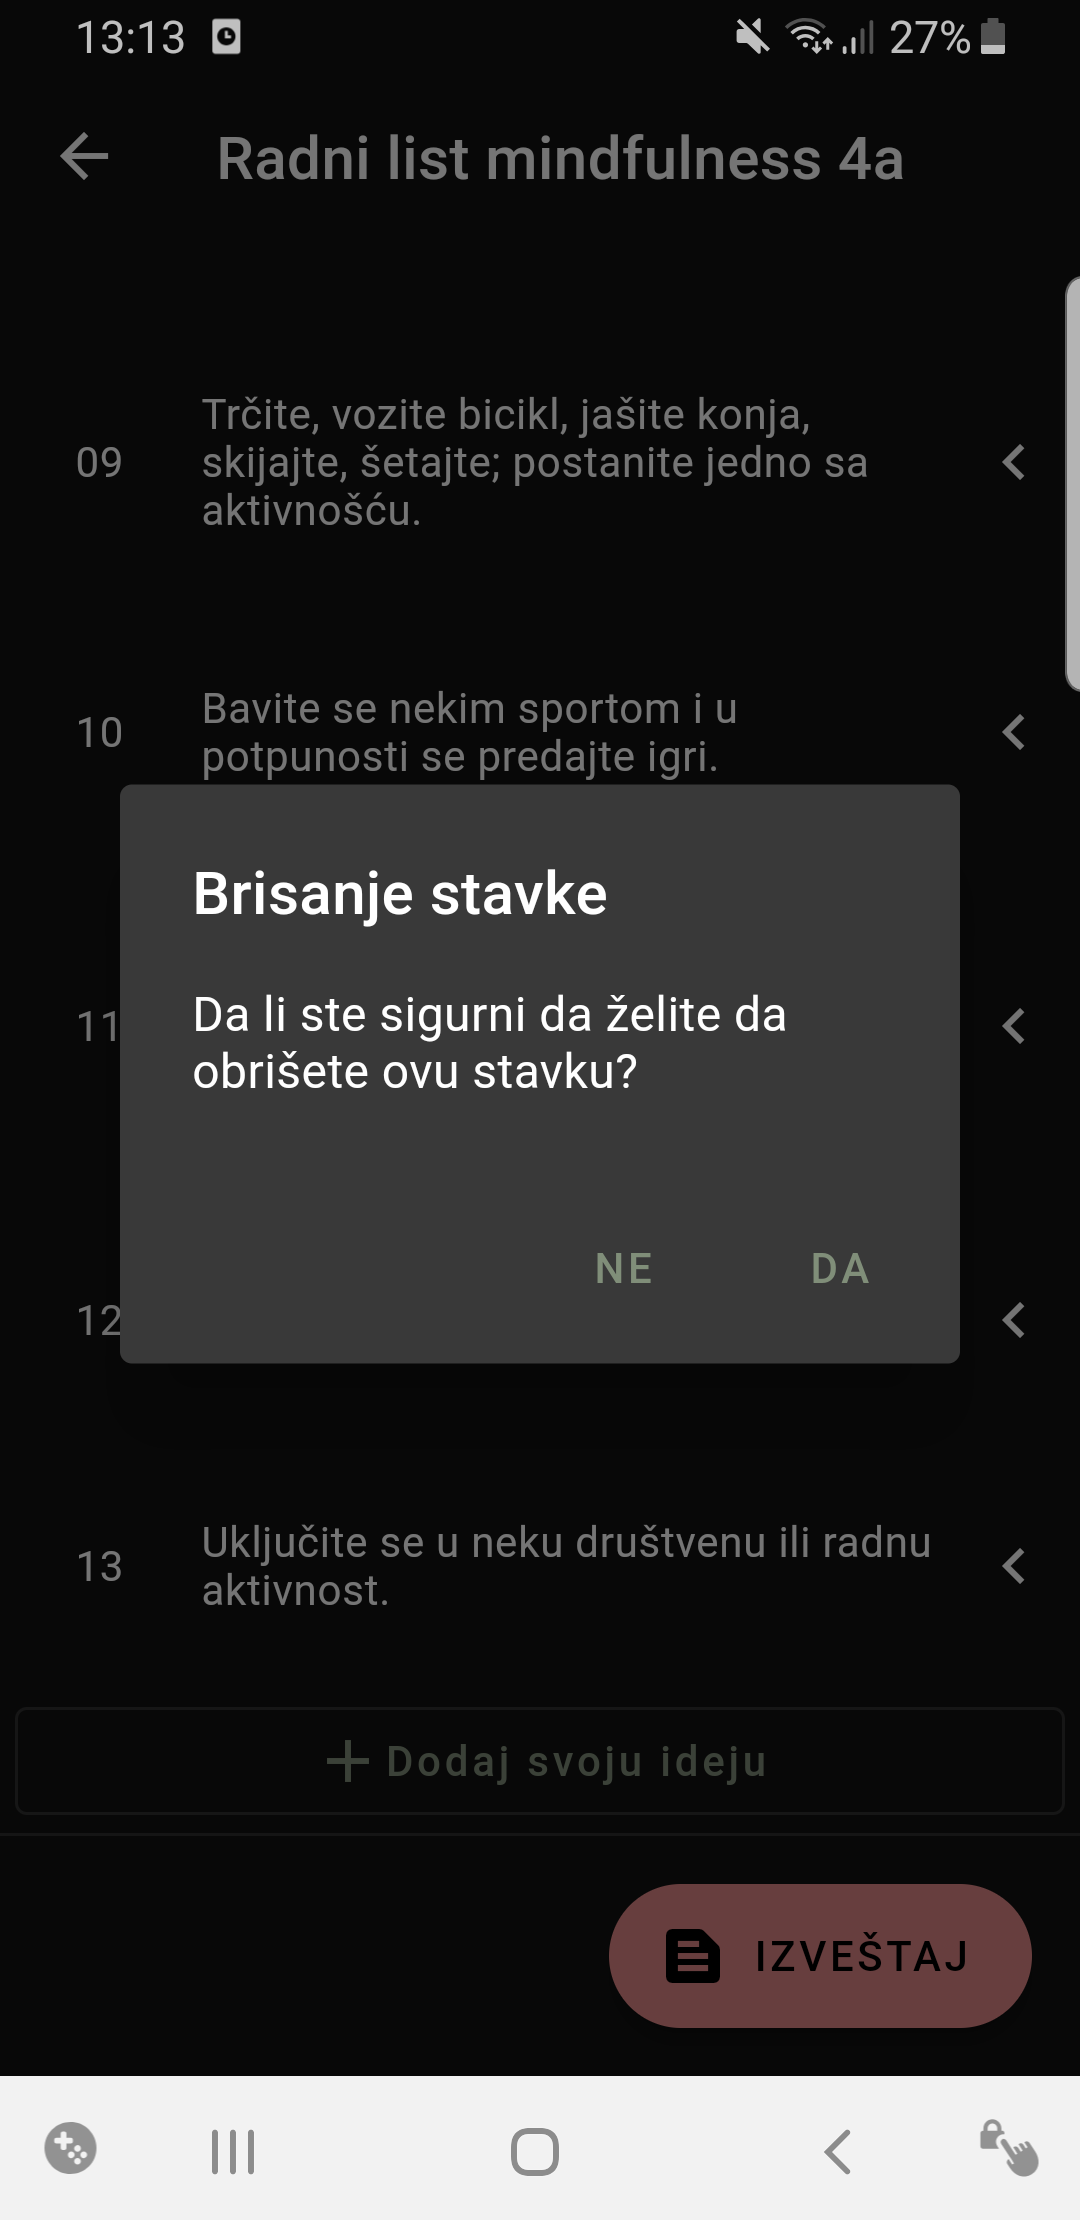 13:13
27%
Radni list mindfulness 4a
09
Trčite, vozite bicikl, jašite konja,
skijajte, šetajte; postanite jedno sa
aktivnošću.
10
Bavite se nekim sportom i u
potpunosti se predajte igri.
Brisanje stavke
11
Da li ste sigurni da želite da
obrišete ovu stavku?
NE
DA
12
13
Uključite se u neku društvenu ili radnu
aktivnost.
Dodaj svoju ideju
IZVEŠTAJ